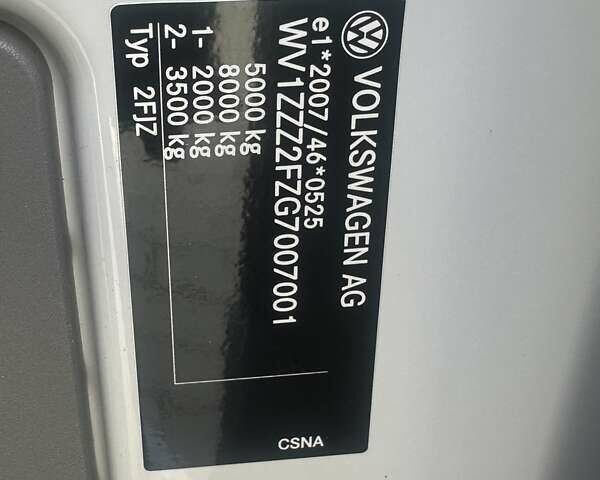 VOLKSWAGEN AG
e1*2007/46*0525
WV1ZZZ2FZG7007001
5000 kg
8000 kg
1- 2000 kg
2- 3500 kg
Typ 2FJZ
CSNA